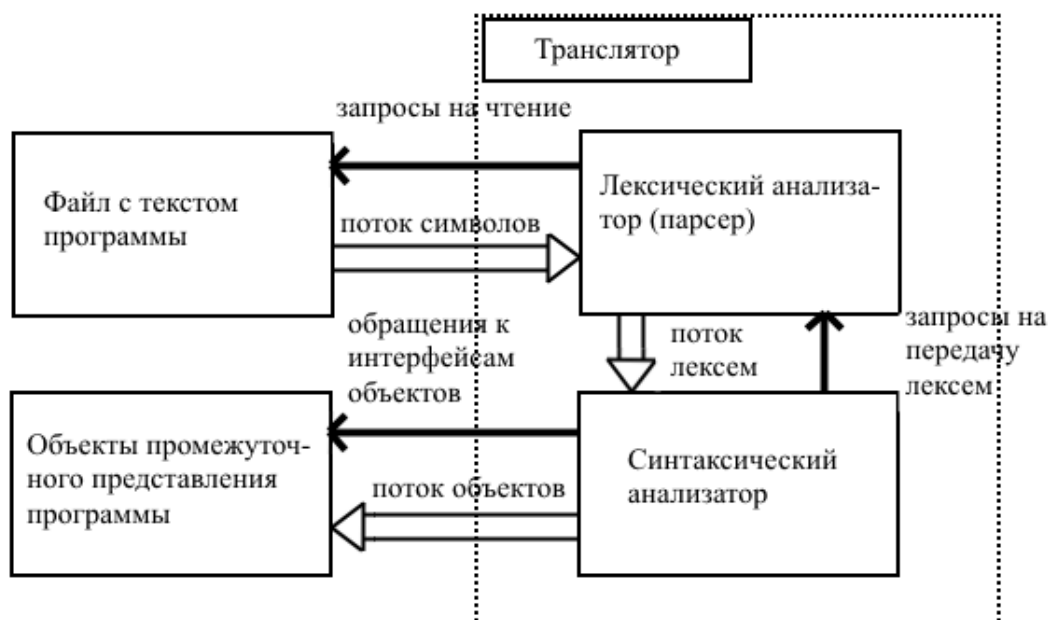 Транслятор
запросы на чтение
Файл с текстом
программы
поток символов
Лексический анализа-
тор (парсер)
обращения к
интерфейсам
объектов
поток
лексем
запросы на
передачу
лексем
Объекты промежуточ-
ного представления
программы
поток объектов
Синтаксический
анализатор